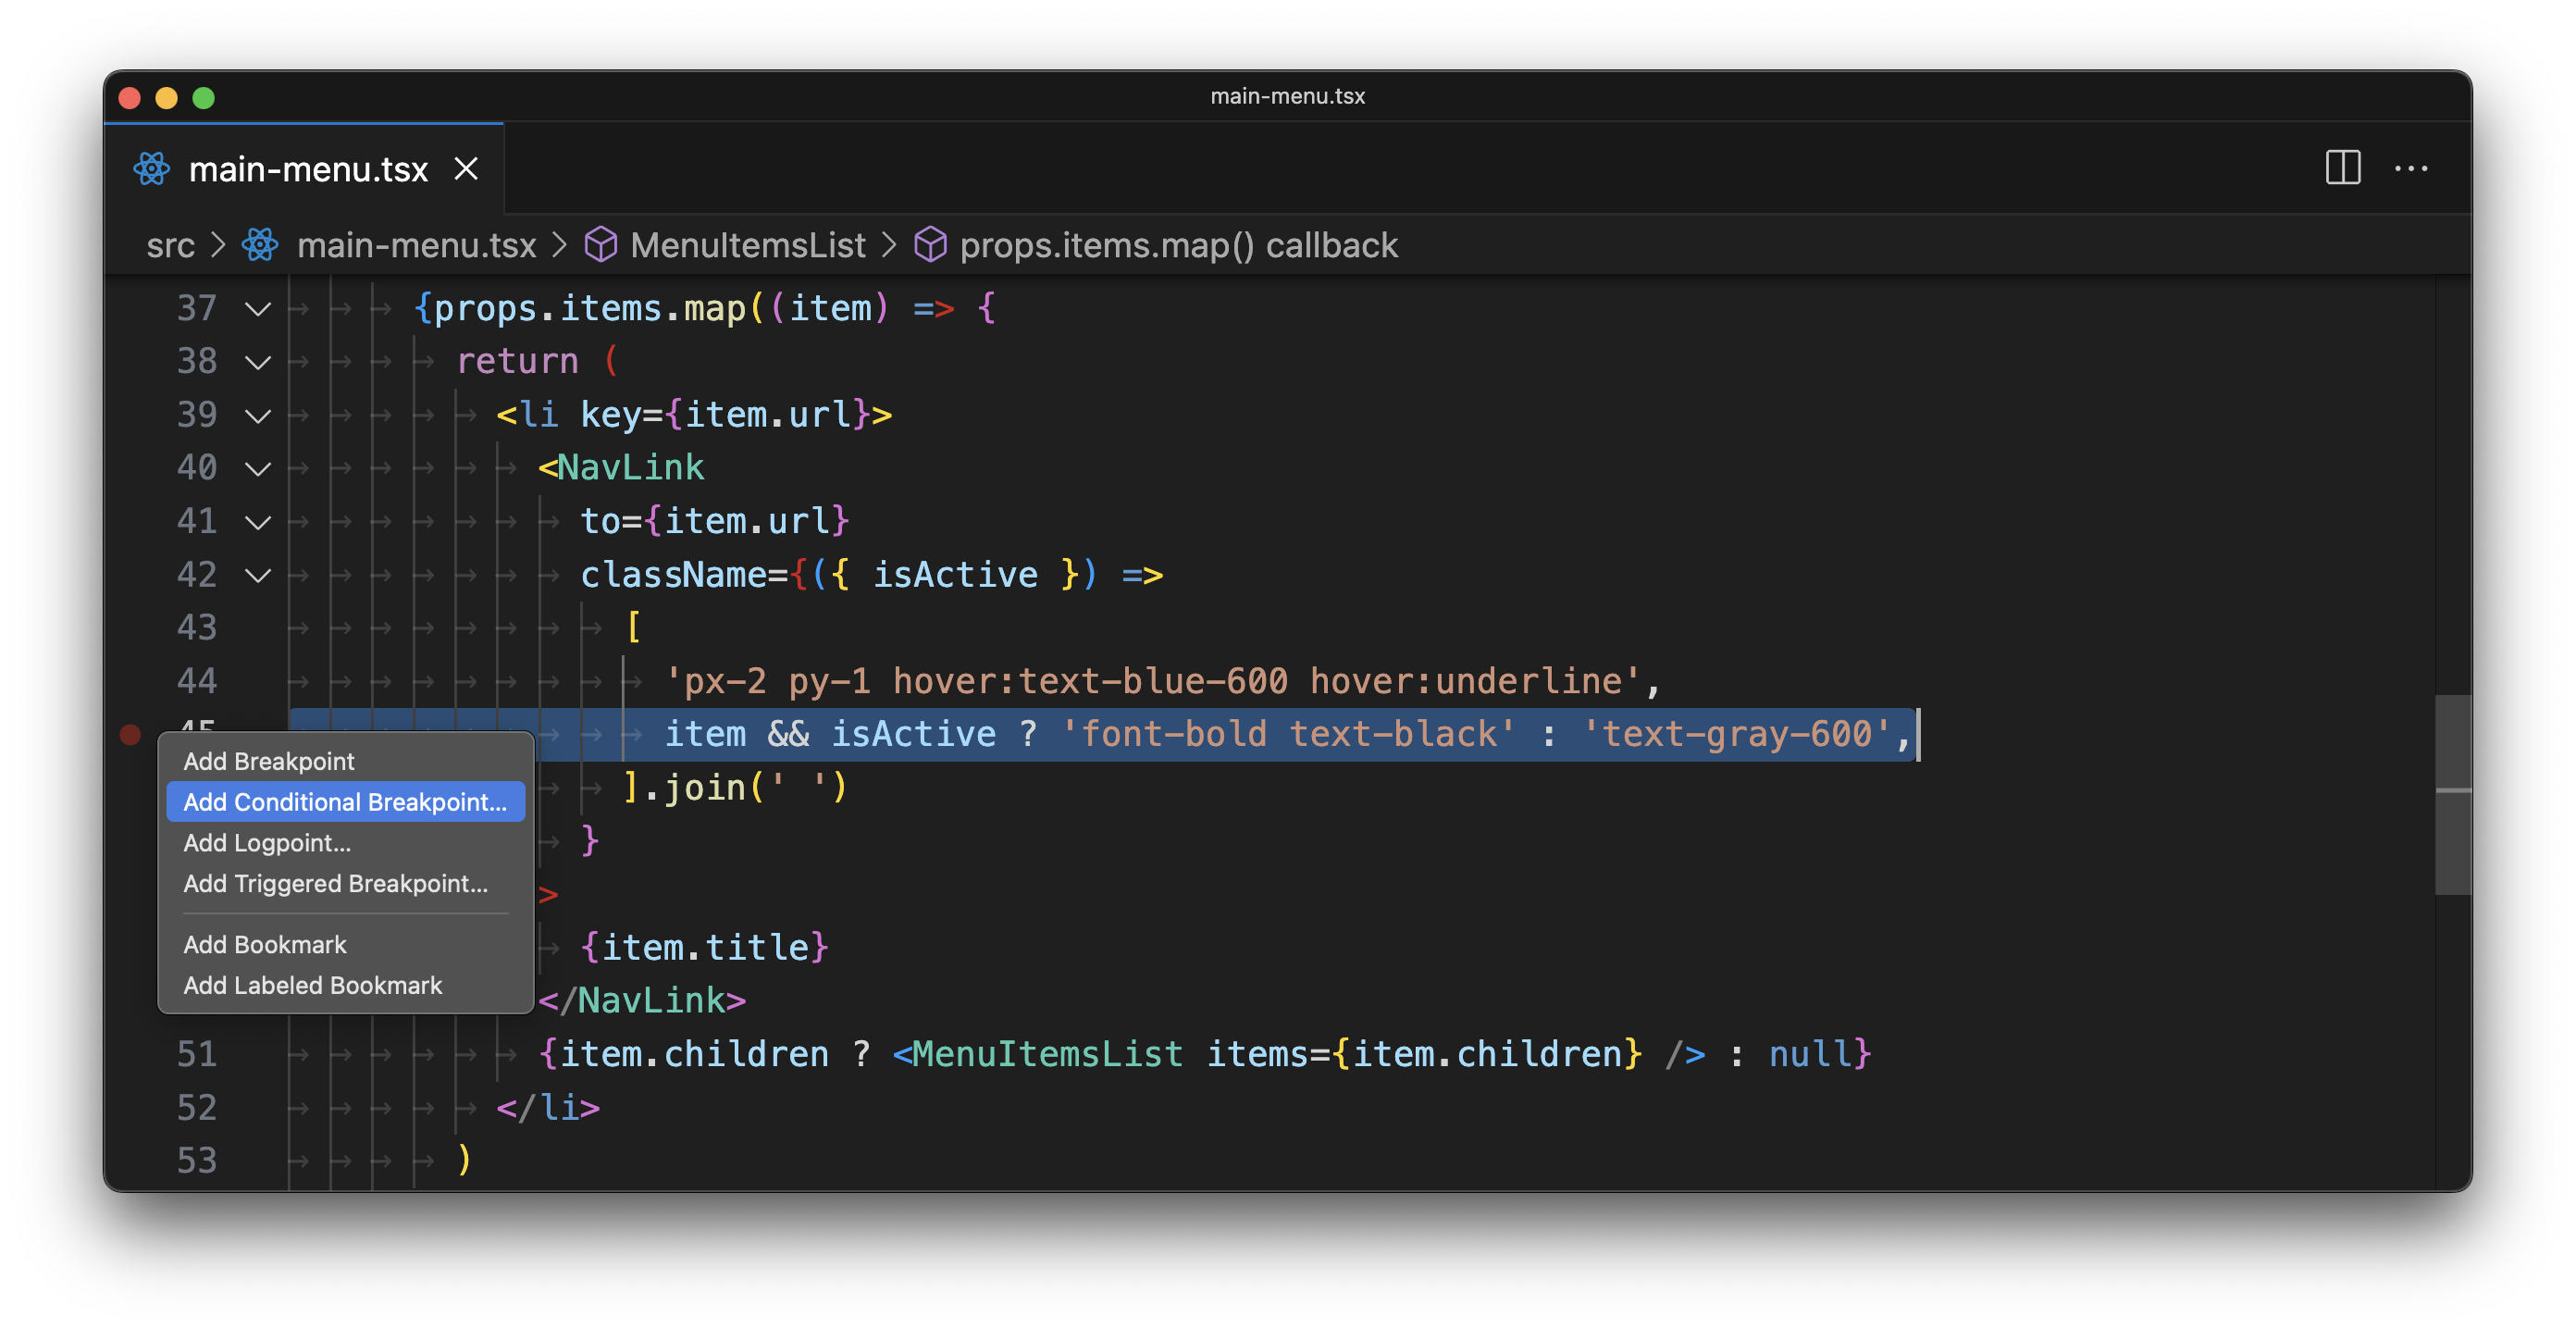 main-menu.tsx
main-menu.tsx
src > main-menu.tsx > MenuItemsList > props.items.map() callback
37 {props.items.map((item) => {
38 return (
39 <li key={item.url}>
40 <NavLink
41 to={item.url}
42 className={({ isActive }) =>
43 [
44 'px-2 py-1 hover:text-blue-600 hover:underline',
45 item && isActive ? 'font-bold text-black' : 'text-gray-600',
].join(' ')
}
>
{item.title}
</NavLink>
51 {item.children ? <MenuItemsList items={item.children} /> : null}
52 </li>
53 )
Add Breakpoint
Add Conditional Breakpoint...
Add Logpoint...
Add Triggered Breakpoint...
Add Bookmark
Add Labeled Bookmark